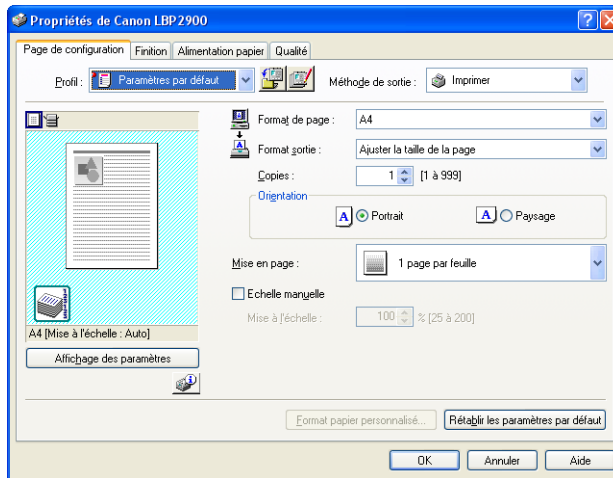 Propriétés de Canon LBP2900
Page de configuration Finition Alimentation papier Qualité
Profil : Paramètres par défaut Méthode de sortie : Imprimer
Format de page : A4
Format sortie : Ajuster la taille de la page
Copies : 1 [1 à 999]
Orientation
A Portrait A Paysage
Mise en page : 1 page par feuille
Echelle manuelle
Mise à l'échelle : 100 % [25 à 200]
A4 [Mise à l'échelle : Auto]
Affichage des paramètres
Format papier personnalisé... Rétablir les paramètres par défaut
OK Annuler Aide